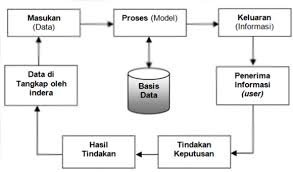 Masukan
(Data)
Proses (Model)
Keluaran
(Informasi)
Data di
Tangkap oleh
indera
Basis
Data
Penerima
Informasi
(user)
Hasil
Tindakan
Tindakan
Keputusan